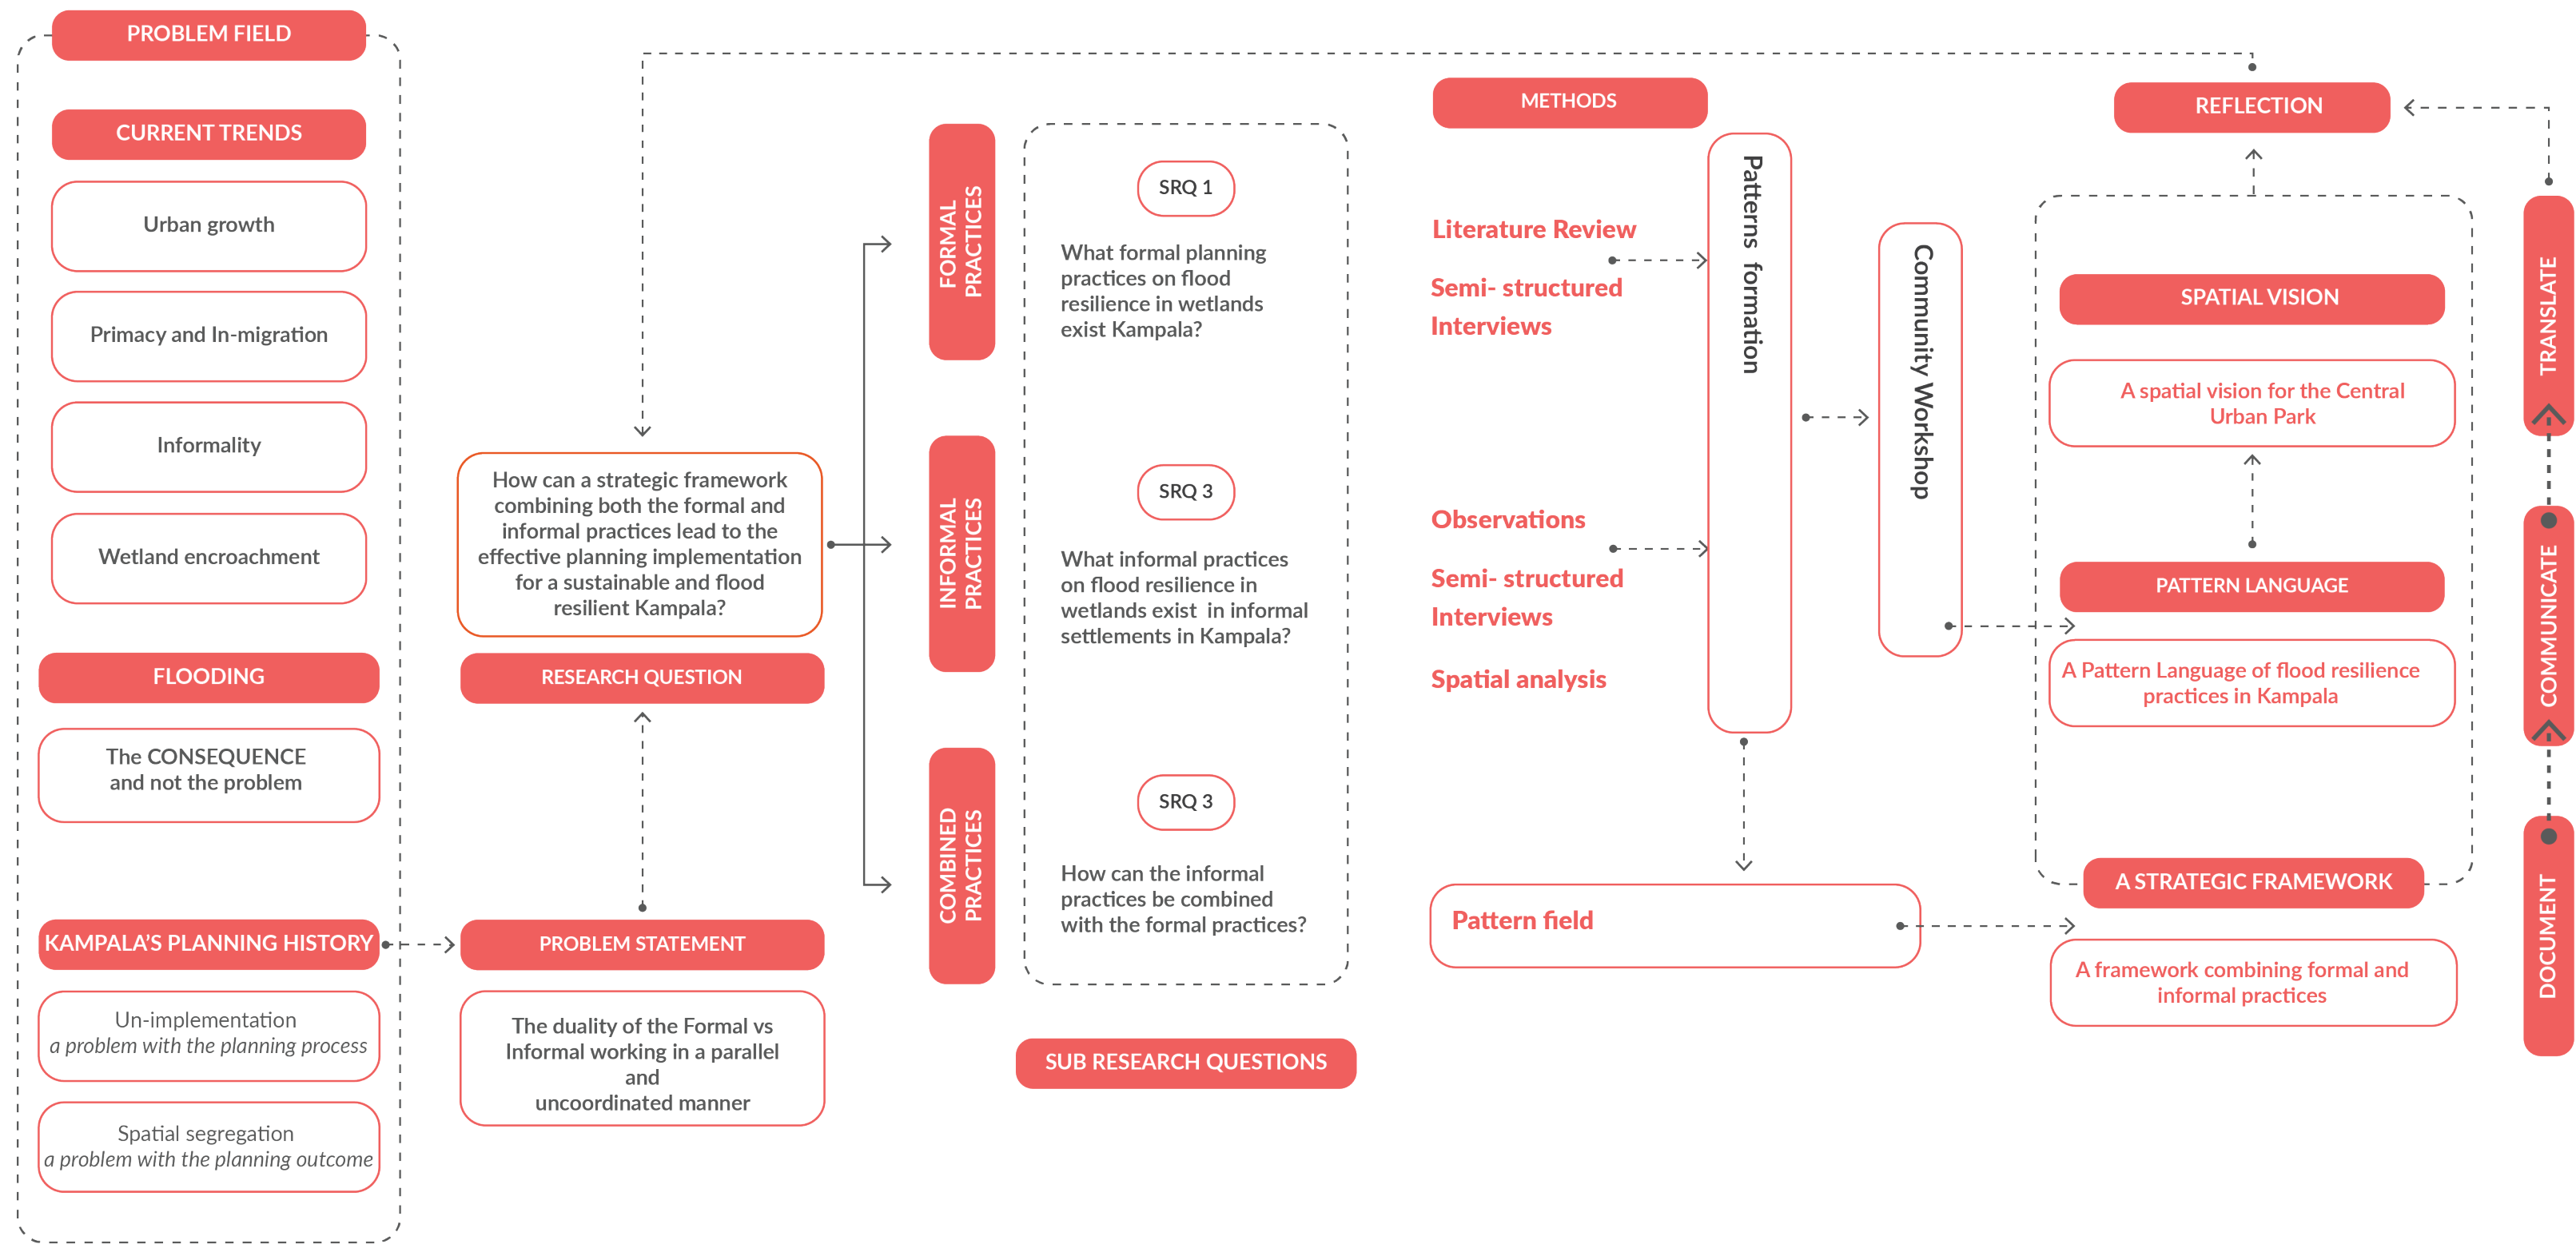 PROBLEM FIELD
CURRENT TRENDS
Urban growth
Primacy and In-migration
Informality
Wetland encroachment
FLOODING
The CONSEQUENCE
and not the problem
KAMPALA'S PLANNING HISTORY
Un-implementation
a problem with the planning process
Spatial segregation
a problem with the planning outcome
How can a strategic framework
combining both the formal and
informal practices lead to the
effective planning implementation
for a sustainable and flood
resilient Kampala?
RESEARCH QUESTION
PROBLEM STATEMENT
The duality of the Formal vs
Informal working in a parallel
and
uncoordinated manner
FORMAL
PRACTICES
INFORMAL
PRACTICES
COMBINED
PRACTICES
SRQ 1
What formal planning
practices on flood
resilience in wetlands
exist Kampala?
SRQ 3
What informal practices
on flood resilience in
wetlands exist  in informal
settlements in Kampala?
SRQ 3
How can the informal
practices be combined
with the formal practices?
SUB RESEARCH QUESTIONS
METHODS
Literature Review
Semi- structured
Interviews
Observations
Semi- structured
Interviews
Spatial analysis
Patterns  formation
Community Workshop
Pattern field
REFLECTION
SPATIAL VISION
A spatial vision for the Central
Urban Park
PATTERN LANGUAGE
A Pattern Language of flood resilience
practices in Kampala
A STRATEGIC FRAMEWORK
A framework combining formal and
informal practices
TRANSLATE
COMMUNICATE
DOCUMENT